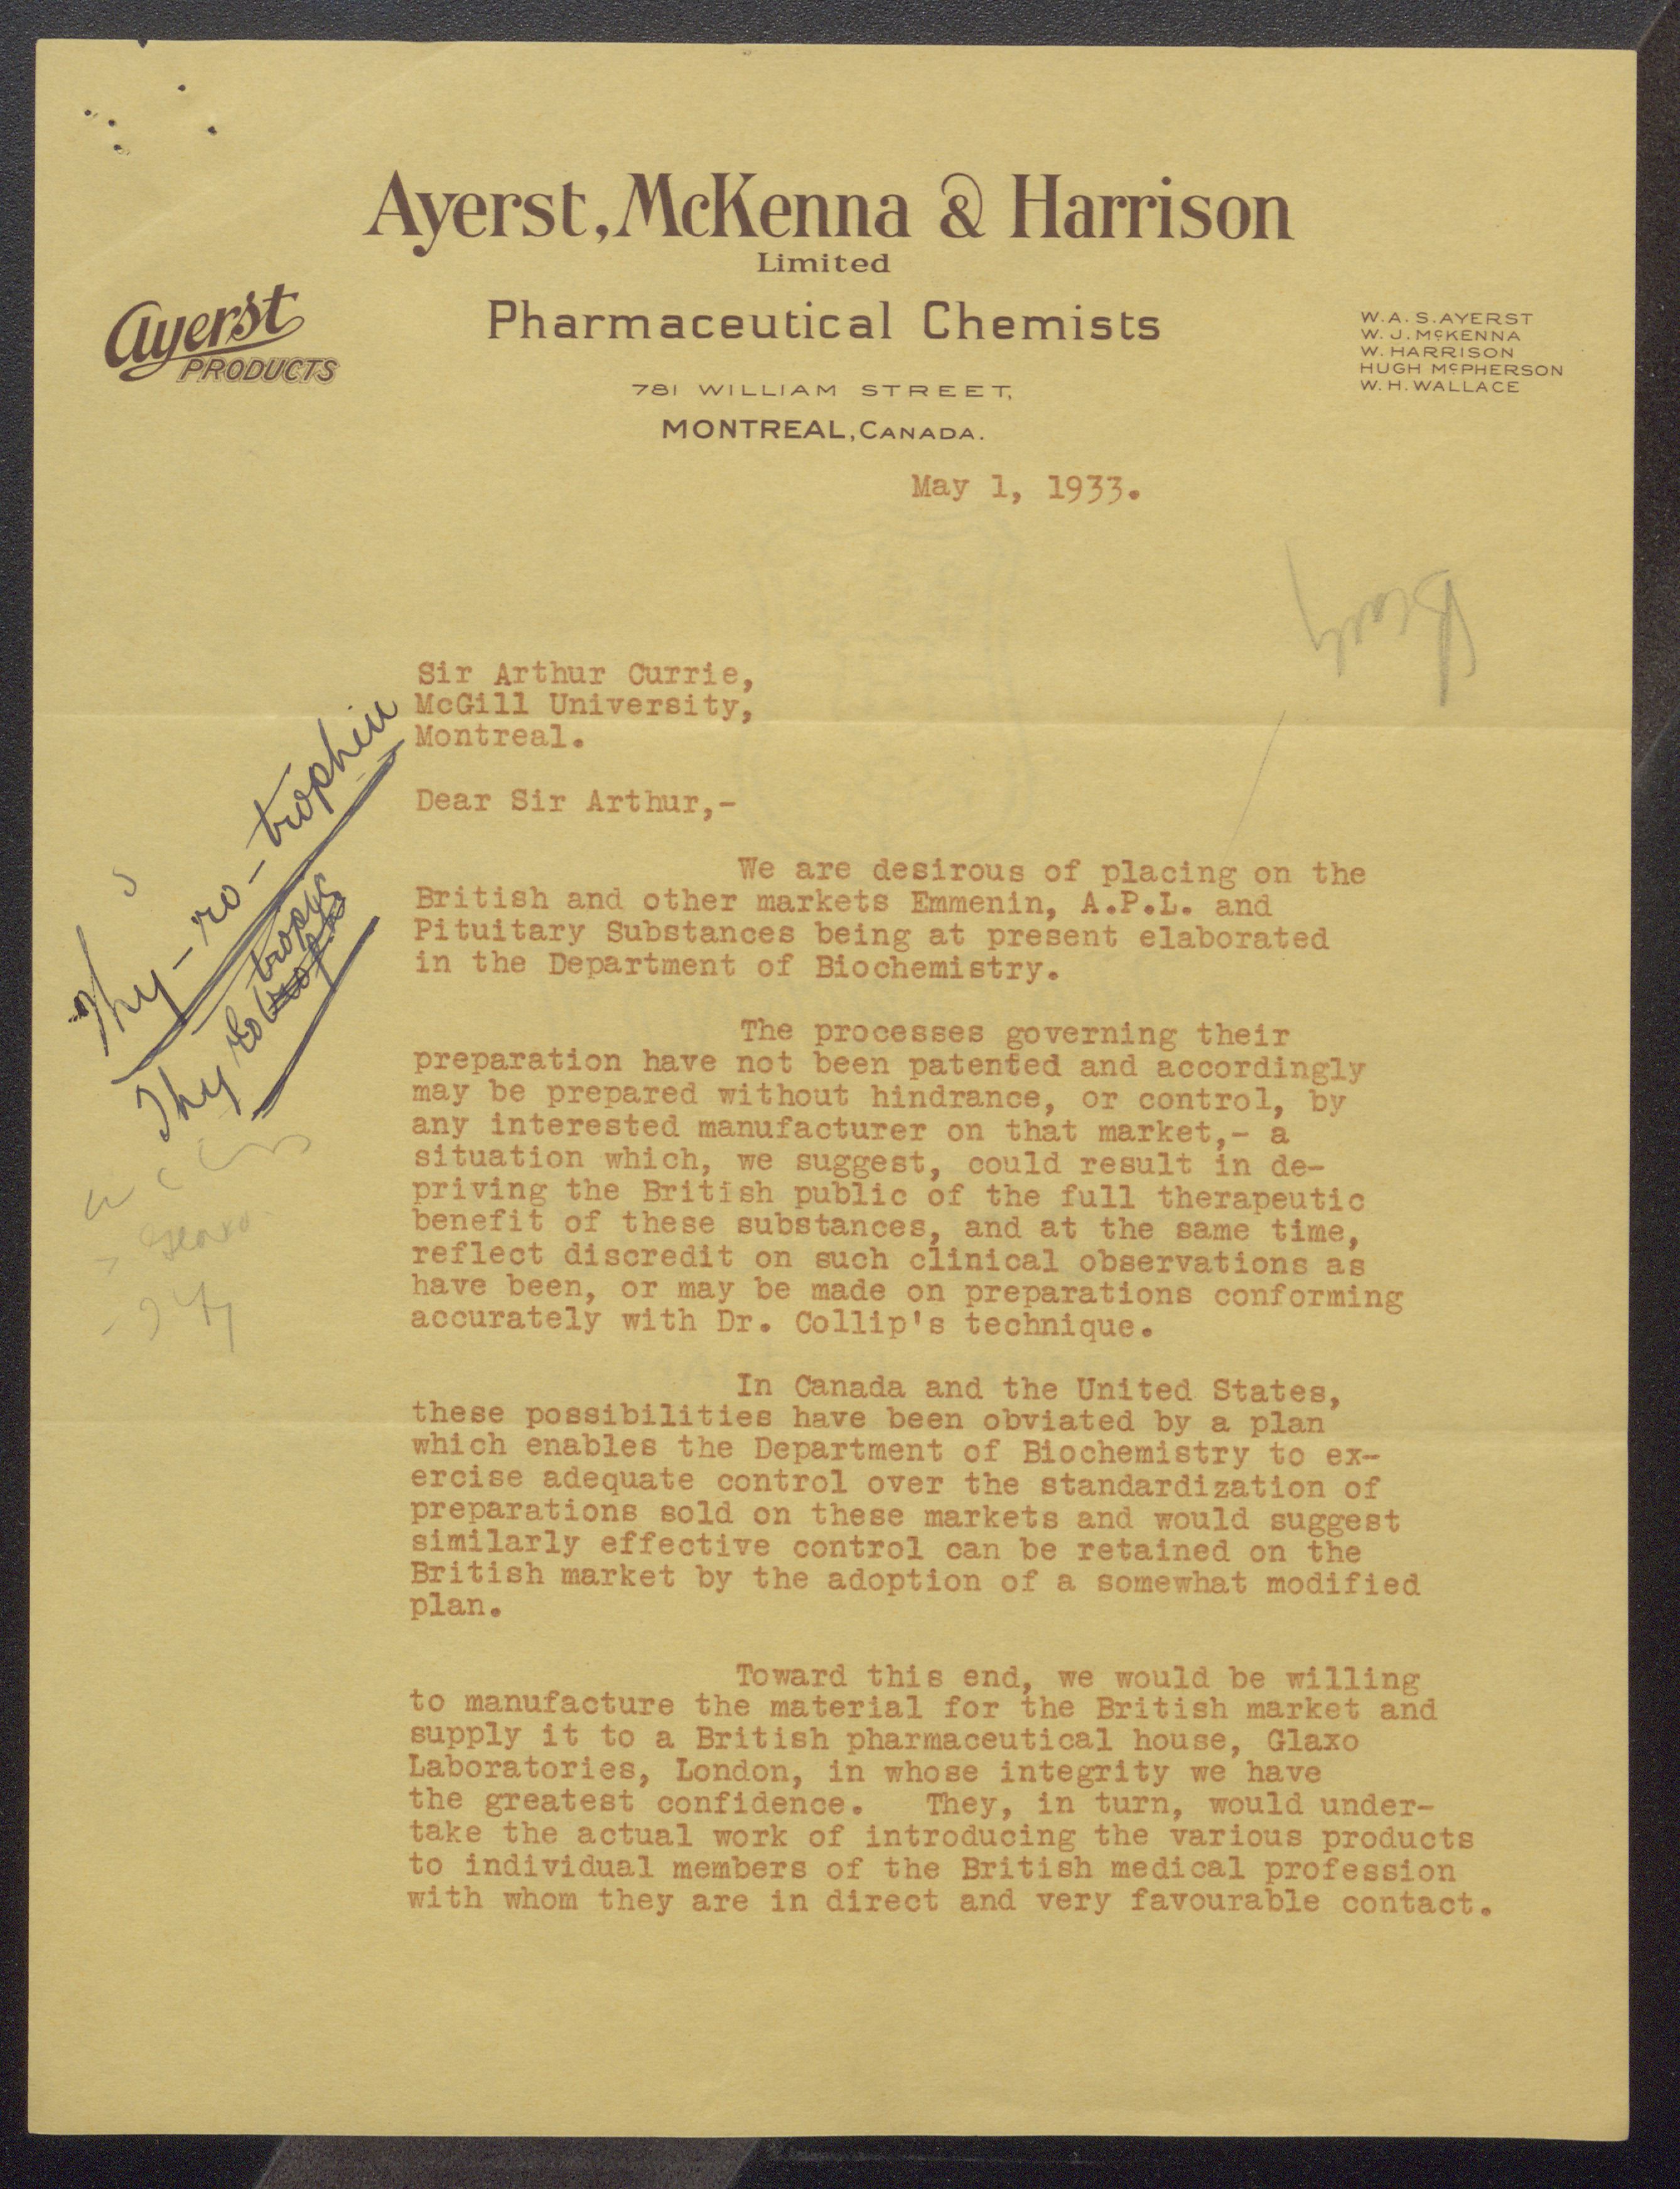 Ayerst, McKenna & Harrison
Limited
Ayerst
PRODUCTS
Pharmaceutical Chemists
781 WILLIAM STREET,
MONTREAL, CANADA.
W.A.S. AYERST
W.J. McKENNA
W. HARRISON
HUGH McPHERSON
W.H. WALLACE
May 1, 1933.
Sir Arthur Currie,
McGill University,
Montreal.
Dear Sir Arthur,-
We are desirous of placing on the
British and other markets Emmenin, A.P.L. and
Pituitary Substances being at present elaborated
in the Department of Biochemistry.
The processes governing their
preparation have not been patented and accordingly
may be prepared without hindrance, or control, by
any interested manufacturer on that market,- a
situation which, we suggest, could result in de-
priving the British public of the full therapeutic
benefit of these substances, and at the same time,
reflect discredit on such clinical observations as
have been, or may be made on preparations conforming
accurately with Dr. Collip's technique.
In Canada and the United States,
these possibilities have been obviated by a plan
which enables the Department of Biochemistry to ex-
ercise adequate control over the standardization of
preparations sold on these markets and would suggest
similarly effective control can be retained on the
British market by the adoption of a somewhat modified
plan.
Toward this end, we would be willing
to manufacture the material for the British market and
supply it to a British pharmaceutical house, Glaxo
Laboratories, London, in whose integrity we have
the greatest confidence. They, in turn, would under-
take the actual work of introducing the various products
to individual members of the British medical profession
with whom they are in direct and very favourable contact.
Thy-ro-trophin
Glaxo